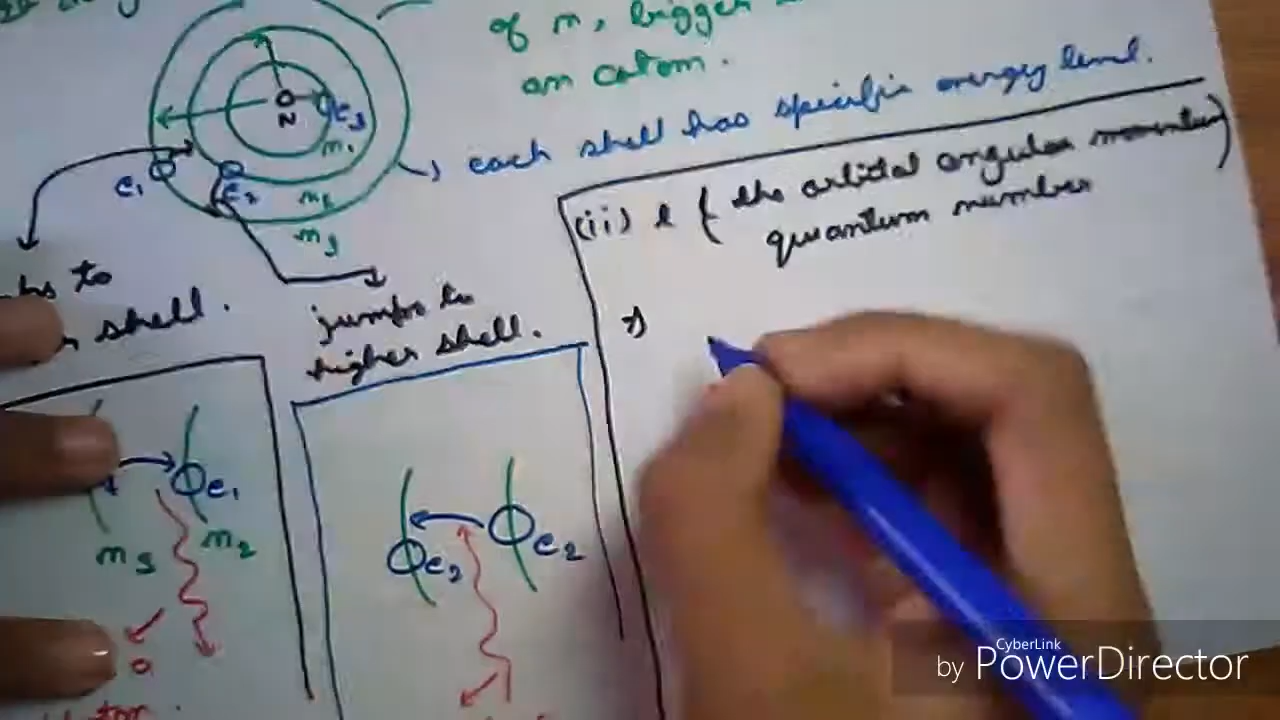 of n, bigger
an atom.
N
e3
n1
e1
e2
n2
n3
each shell has specific energy level.
(ii) l { the orbital angular momentum)
quantum number
to
shell.
jumps to
higher shell.
e1
n3
n2
e2
e2
CyberLink
by PowerDirector